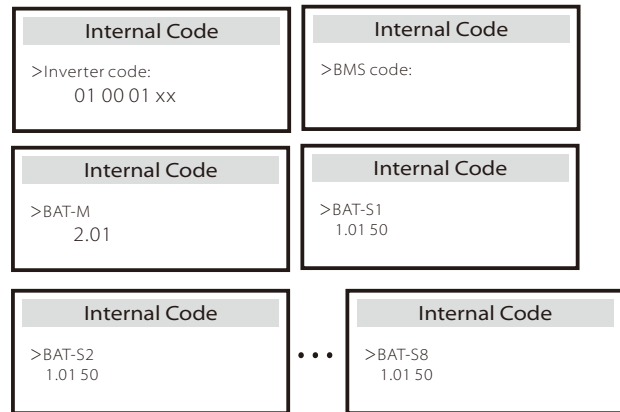 Internal Code
>Inverter code:
01 00 01 xx
Internal Code
>BMS code:
Internal Code
>BAT-M
2.01
Internal Code
>BAT-S1
1.01 50
Internal Code
>BAT-S2
1.01 50
• • •
Internal Code
>BAT-S8
1.01 50